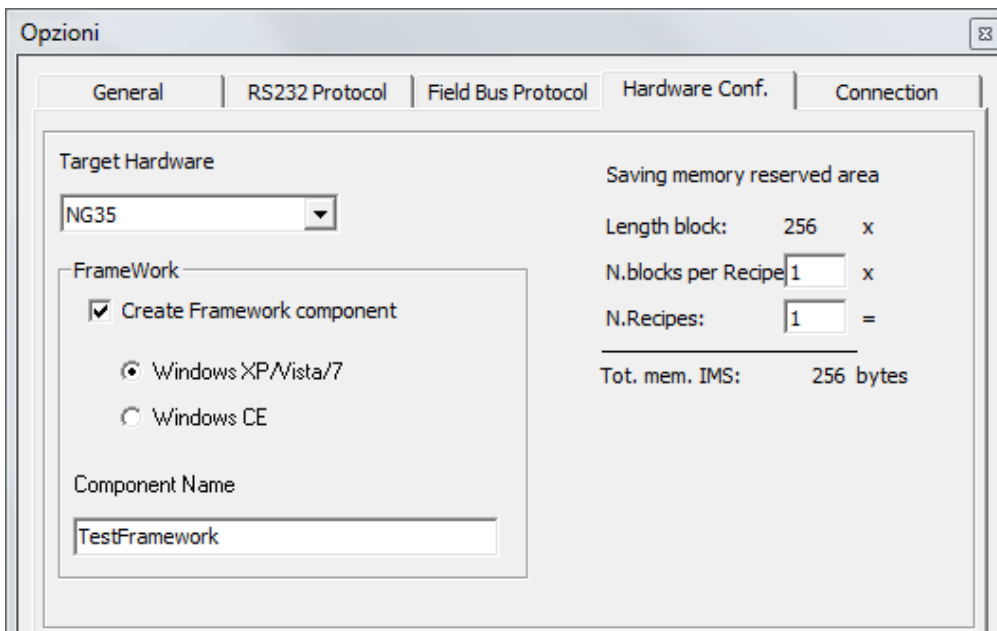 Opzioni
General RS232 Protocol Field Bus Protocol Hardware Conf. Connection
Target Hardware
NG35
FrameWork
Create Framework component
Windows XP/Vista/7
Windows CE
Component Name
TestFramework
Saving memory reserved area
Length block: 256 x
N.blocks per Recipe 1 x
N.Recipes: 1 =
Tot. mem. IMS: 256 bytes